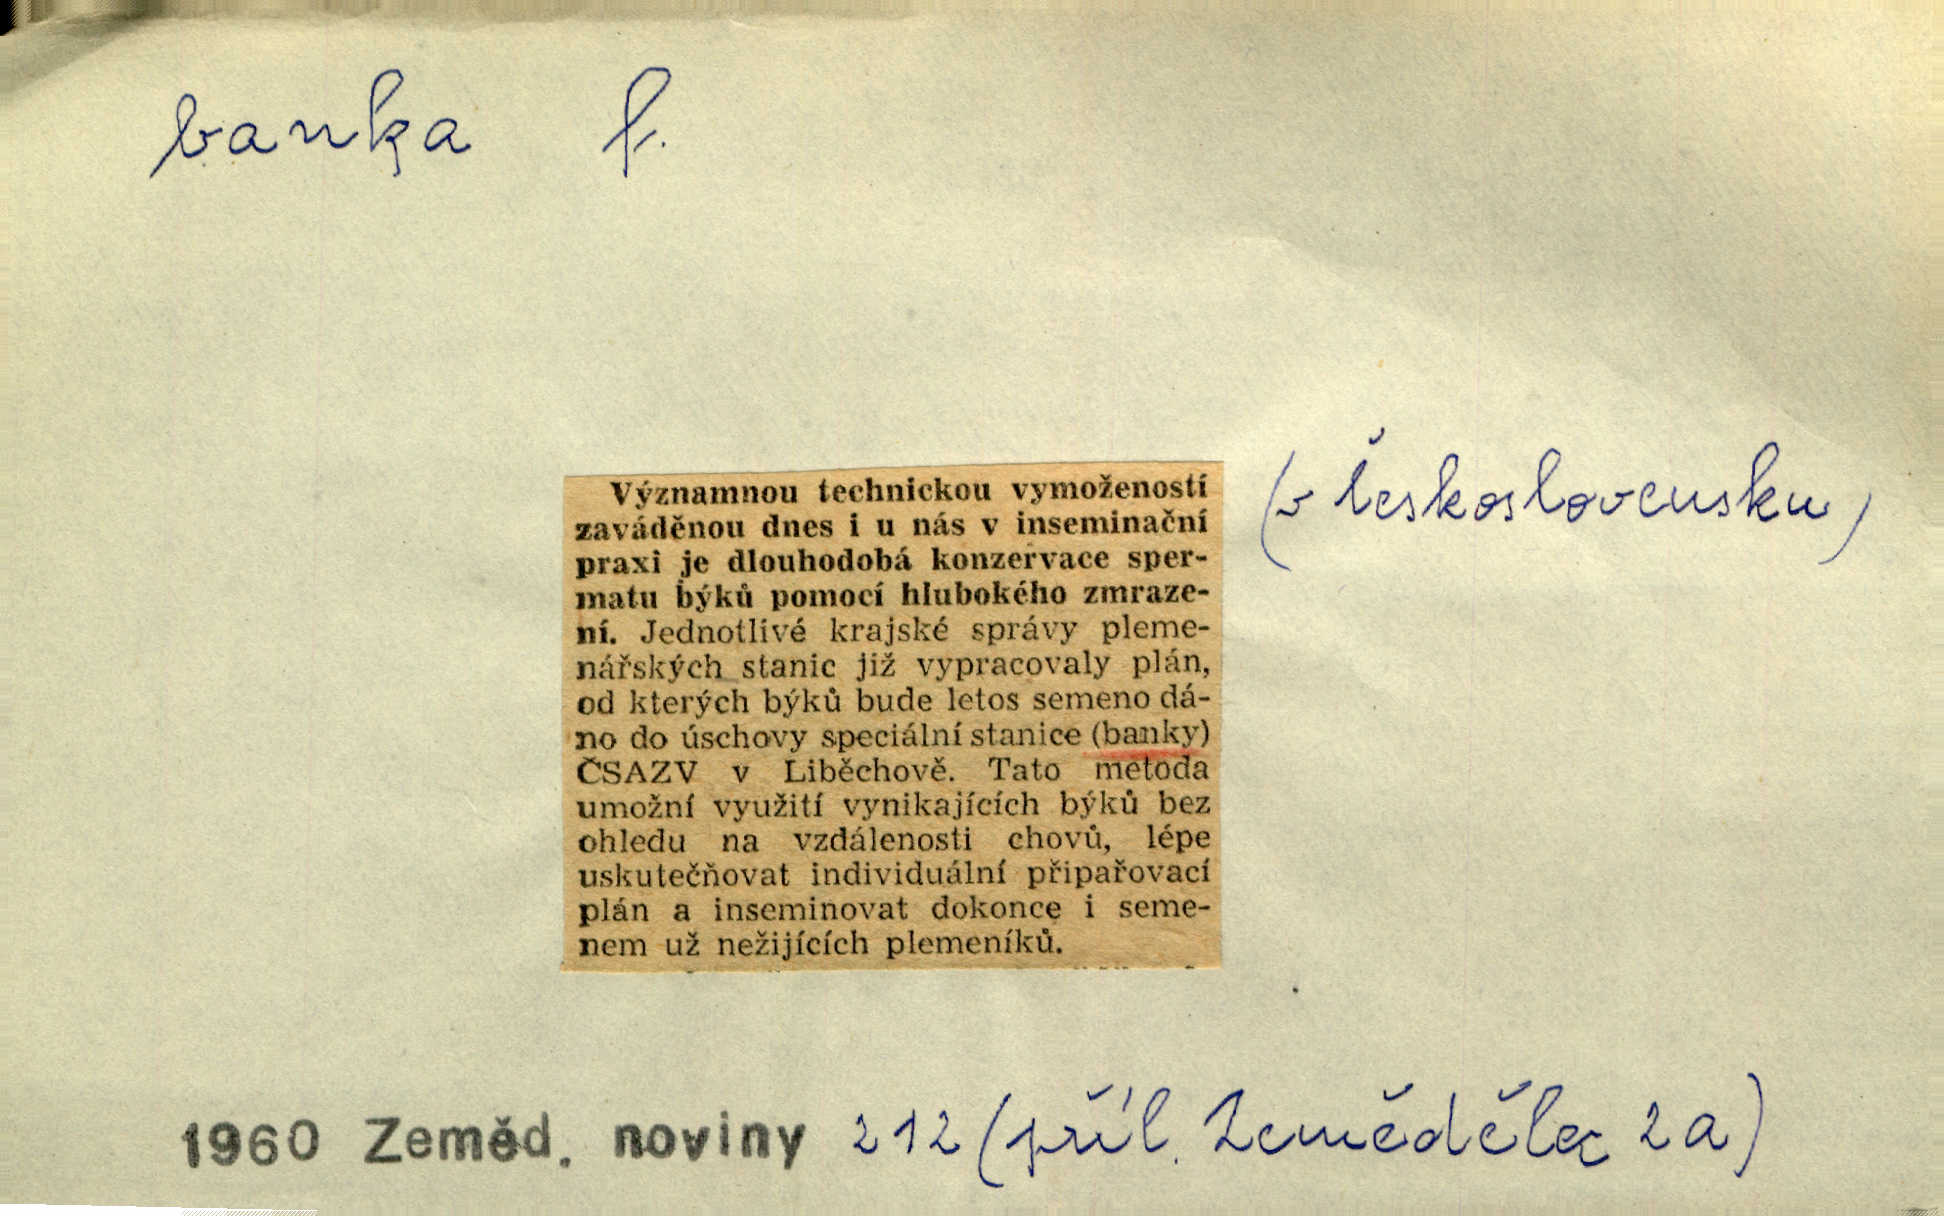 banka f.
Významnou technickou vymožeností
(v Československu)
zaváděnou dnes i u nás v inseminační
praxi je dlouhodobá konzervace sper-
matu býků pomocí hlubokého zmraze-
ní. Jednotlivé krajské správy pleme-
nářských stanic již vypracovaly plán,
od kterých býků bude letos semeno dá-
no do úschovy speciální stanice (banky)
ČSAZV v Liběchově. Tato metoda
umožní využití vynikajících býků bez
ohledu na vzdálenosti chovů, lépe
uskutečňovat individuální připařovací
plán a inseminovat dokonce i seme-
nem už nežijících plemeníků.
1960 Zeměd. noviny 212 (příl. Zemědělec 2a)